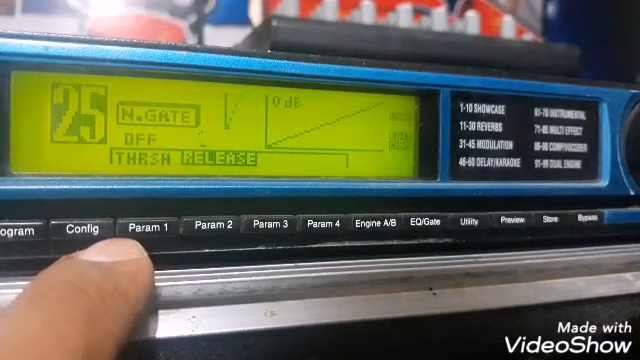 25
N.GATE
0 dB
OFF
THRSH RELEASE
1-10 SHOWCASE
11-30 REVERBS
31-45 MODULATION
46-60 DELAY/KARAOKE
61-70 INSTRUMENTAL
71-85 MULTI EFFECT
86-90 COMP/VOCODER
91-99 DUAL ENGINE
ogram
Config
Param 1
Param 2
Param 3
Param 4
Engine A/B
EQ/Gate
Utility
Preview
Store
Bypass
Made with
VideoShow